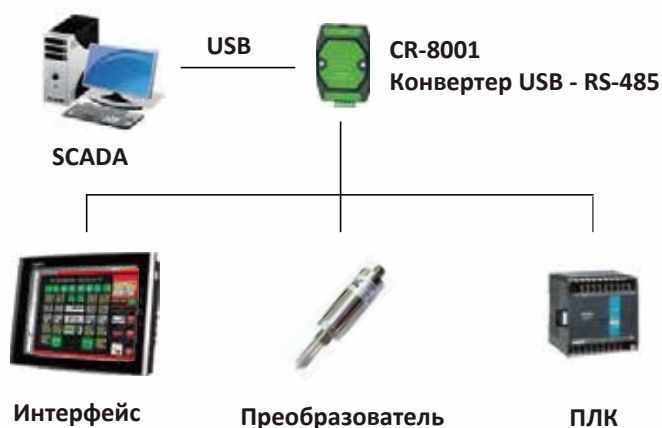 USB
CR-8001
Конвертер USB - RS-485
SCADA
Интерфейс
Преобразователь
ПЛК